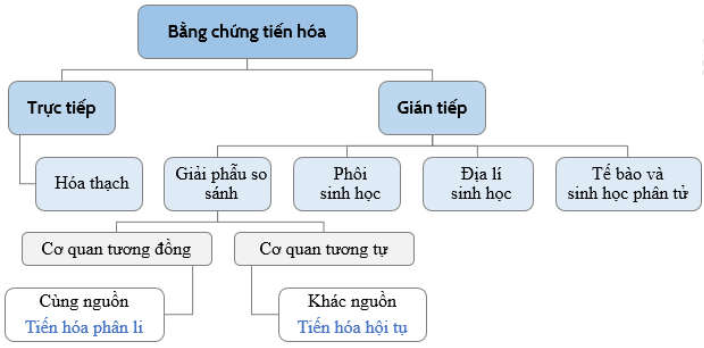 Bằng chứng tiến hóa
Trực tiếp
Gián tiếp
Hóa thạch
Giải phẫu so
sánh
Phôi
sinh học
Địa lí
sinh học
Tế bào và
sinh học phân tử
Cơ quan tương đồng
Cơ quan tương tự
Cùng nguồn
Tiến hóa phân li
Khác nguồn
Tiến hóa hội tụ